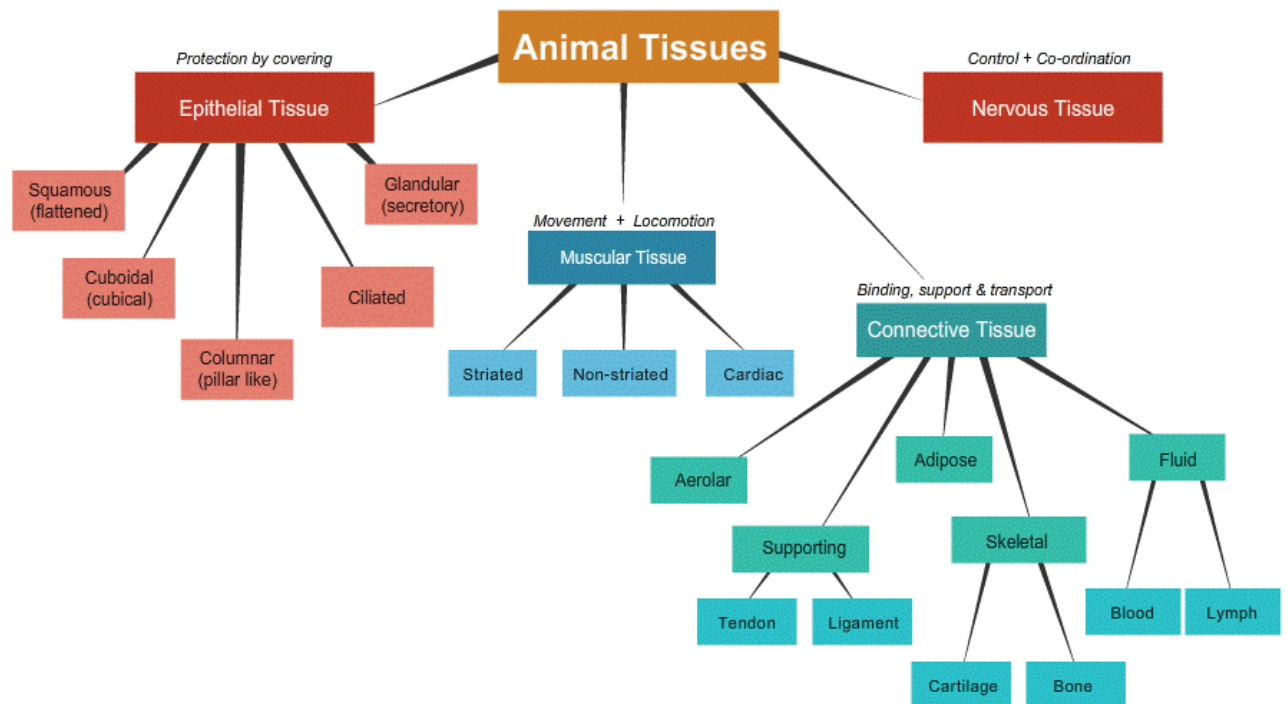 Animal Tissues
Protection by covering
Epithelial Tissue
Squamous
(flattened)
Cuboidal
(cubical)
Columnar
(pillar like)
Ciliated
Glandular
(secretory)
Movement + Locomotion
Muscular Tissue
Striated
Non-striated
Cardiac
Binding, support & transport
Connective Tissue
Aerolar
Supporting
Tendon
Ligament
Adipose
Skeletal
Cartilage
Bone
Fluid
Blood
Lymph
Control + Co-ordination
Nervous Tissue